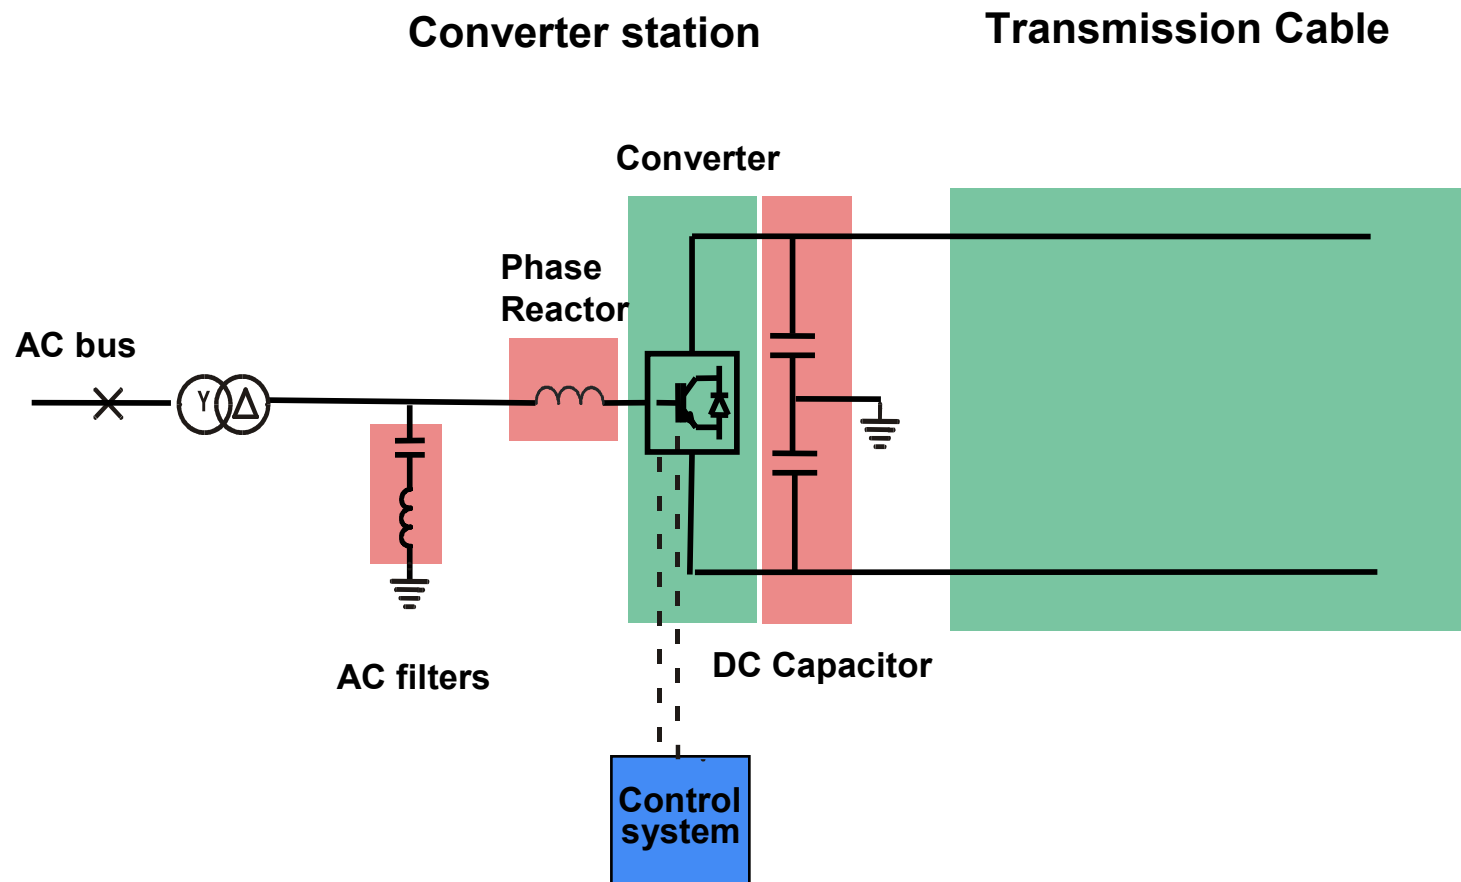 Converter station
Transmission Cable
Converter
Phase
Reactor
AC bus
Y Δ
DC Capacitor
AC filters
Control
system